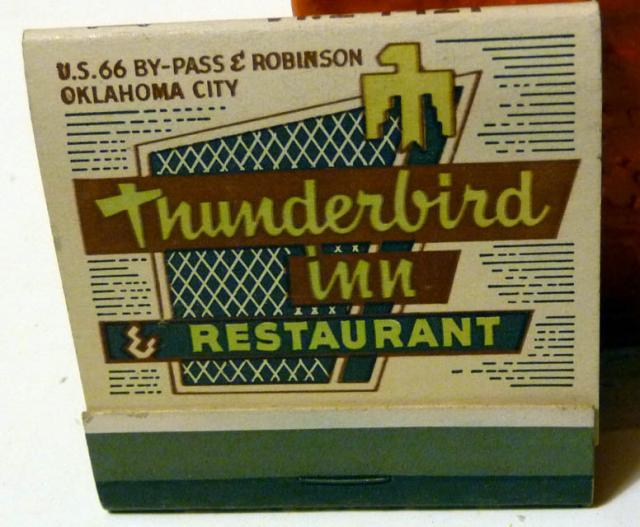 U.S. 66 BY-PASS & ROBINSON
OKLAHOMA CITY
Thunderbird
inn
& RESTAURANT